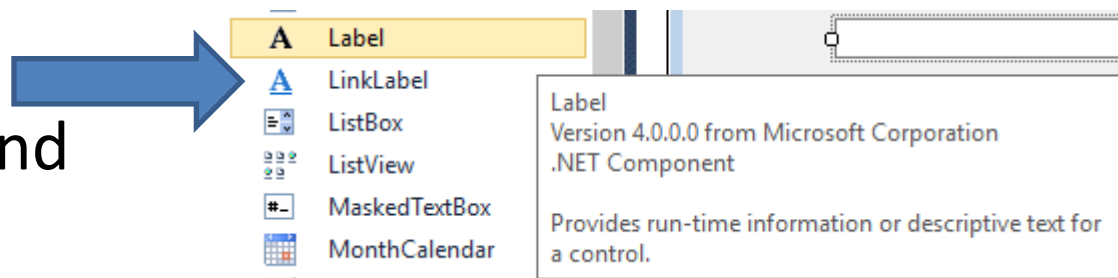 nd
A Label
A LinkLabel
ListBox
ListView
#_ MaskedTextBox
MonthCalendar
Label
Version 4.0.0.0 from Microsoft Corporation
.NET Component
Provides run-time information or descriptive text for
a control.